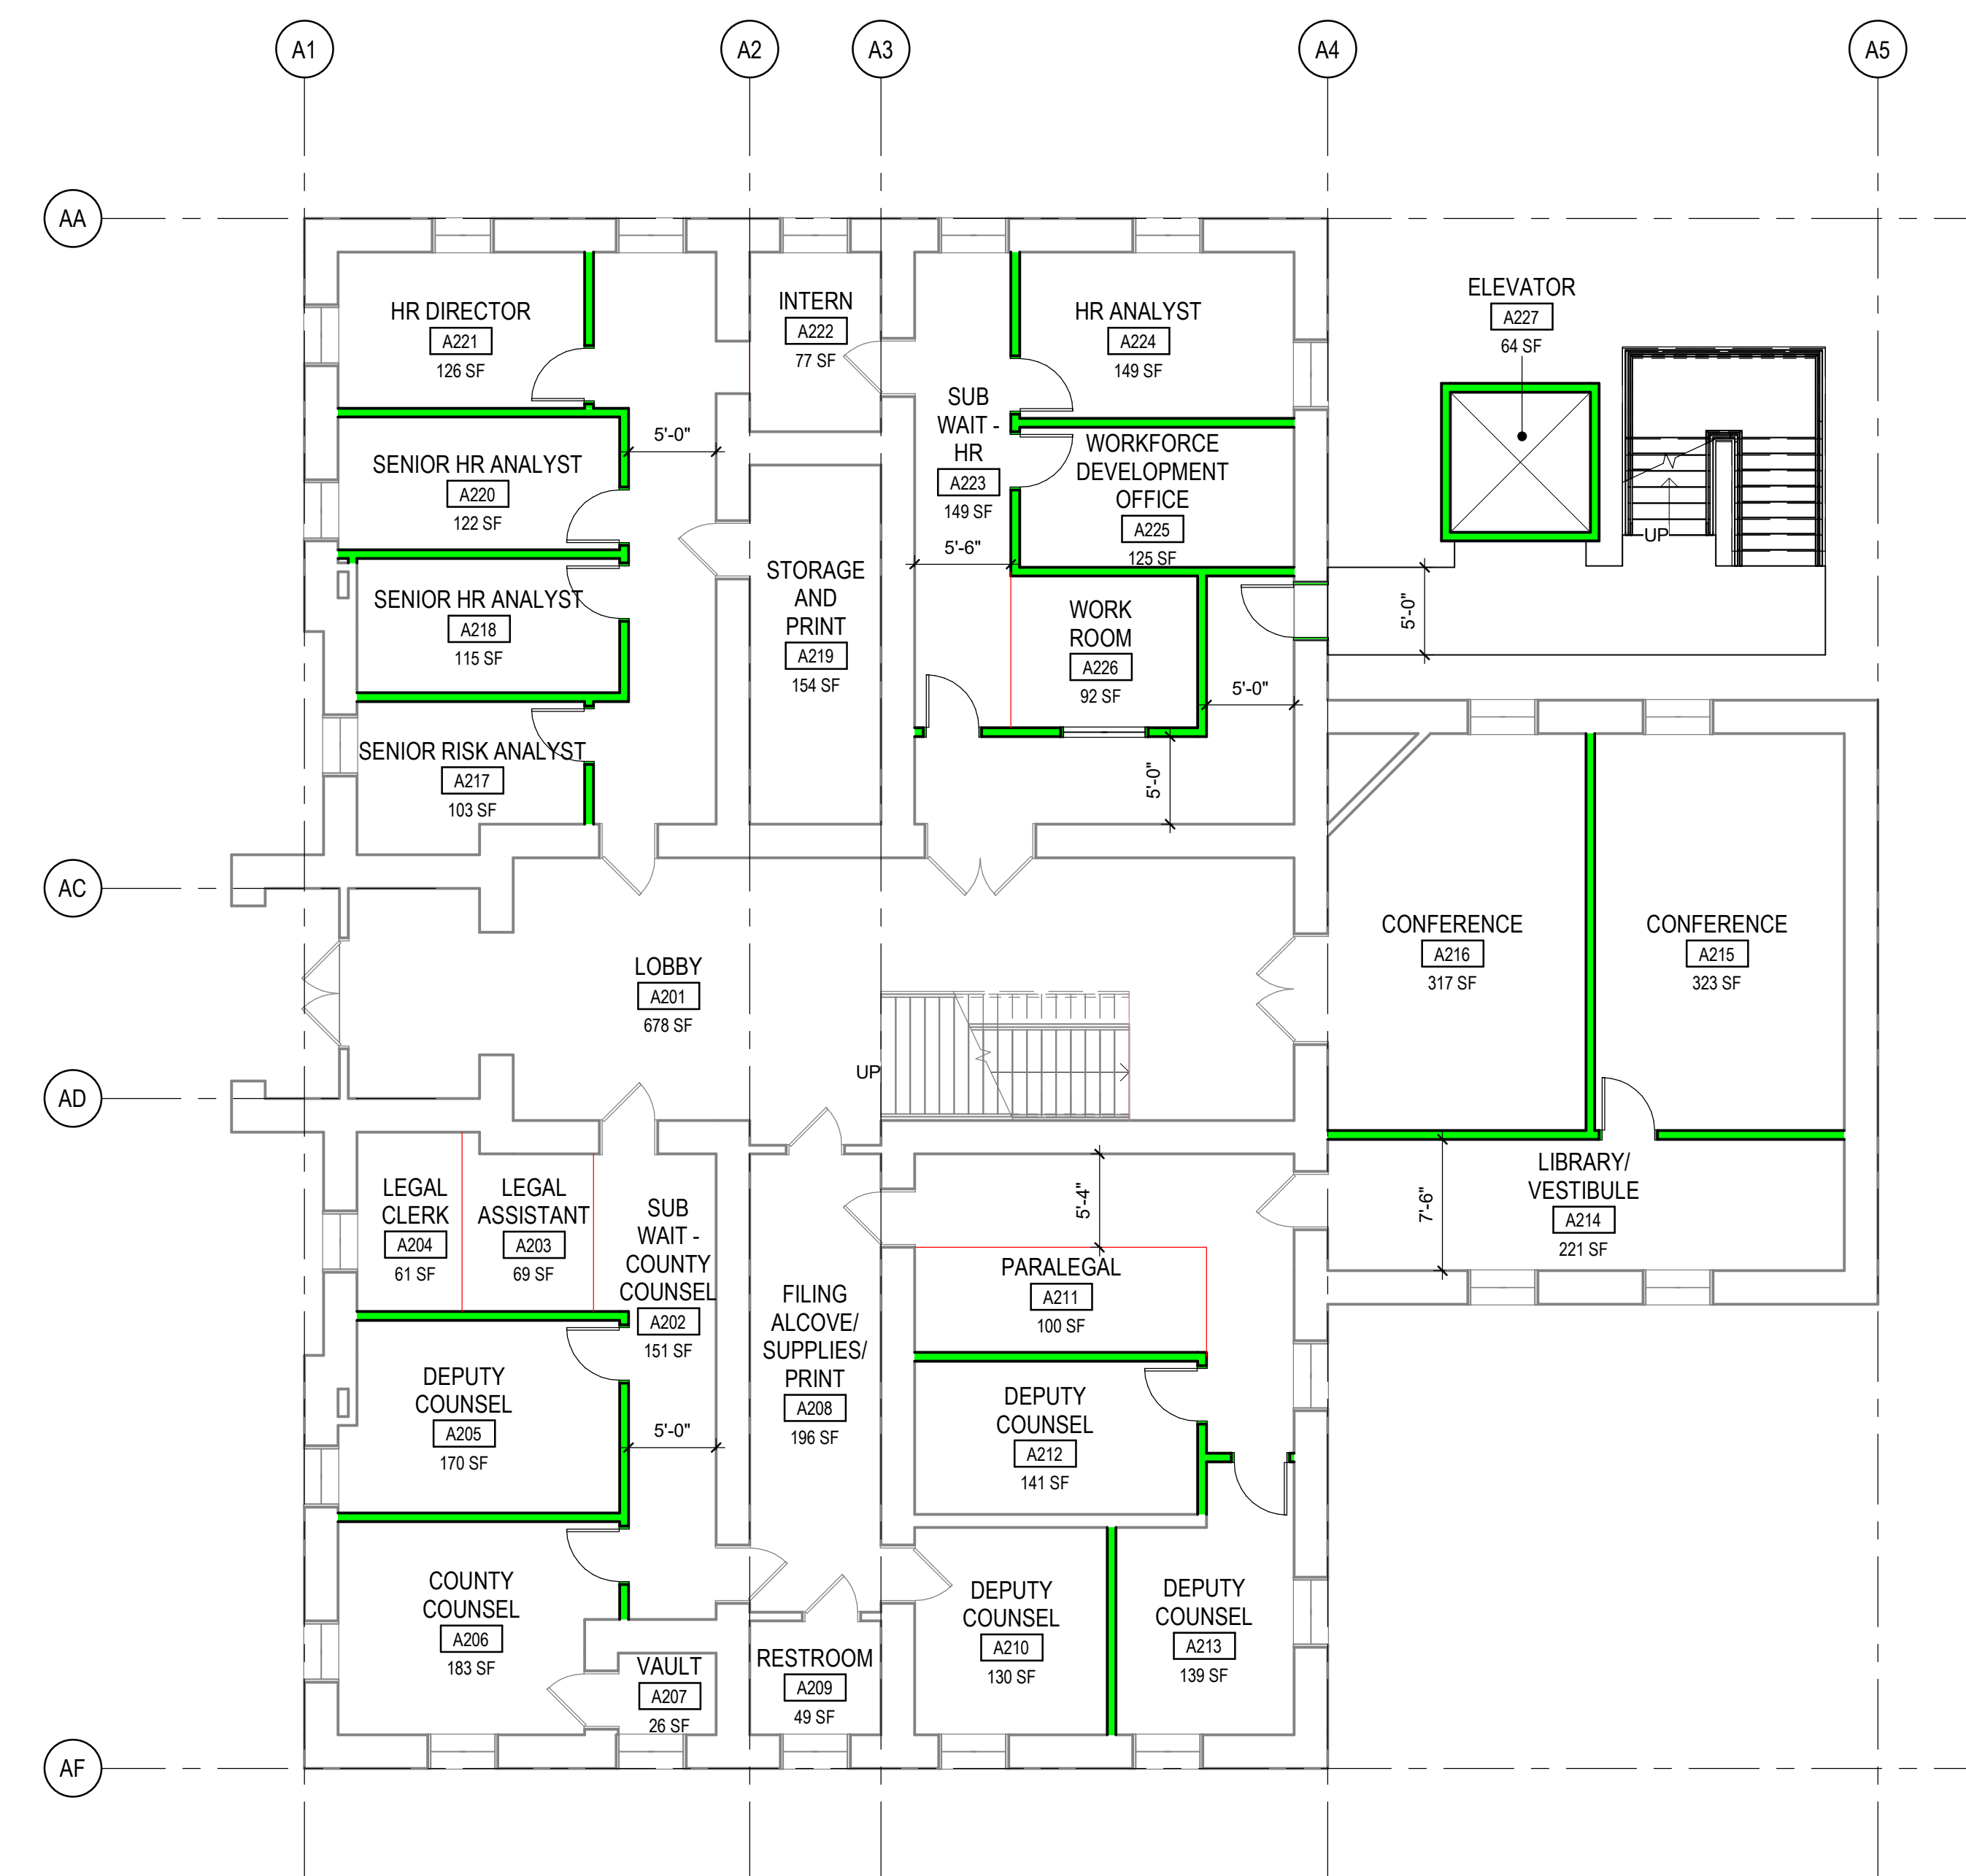 A1
A2
A3
A4
A5
AA
AC
AD
AF
HR DIRECTOR
A221
126 SF
INTERN
A222
77 SF
HR ANALYST
A224
149 SF
ELEVATOR
A227
64 SF
SENIOR HR ANALYST
A220
122 SF
5'-0"
SUB
WAIT -
HR
A223
149 SF
5'-6"
WORKFORCE
DEVELOPMENT
OFFICE
A225
125 SF
UP
SENIOR HR ANALYST
A218
115 SF
STORAGE
AND
PRINT
A219
154 SF
WORK
ROOM
A226
92 SF
5'-0"
5'-0"
SENIOR RISK ANALYST
A217
103 SF
5'-0"
LOBBY
A201
678 SF
UP
CONFERENCE
A216
317 SF
CONFERENCE
A215
323 SF
LEGAL
CLERK
A204
61 SF
LEGAL
ASSISTANT
A203
69 SF
SUB
WAIT -
COUNTY
COUNSEL
A202
151 SF
5'-4"
PARALEGAL
A211
100 SF
7'-6"
LIBRARY/
VESTIBULE
A214
221 SF
FILING
ALCOVE/
SUPPLIES/
PRINT
A208
196 SF
DEPUTY
COUNSEL
A205
170 SF
5'-0"
DEPUTY
COUNSEL
A212
141 SF
COUNTY
COUNSEL
A206
183 SF
VAULT
A207
26 SF
RESTROOM
A209
49 SF
DEPUTY
COUNSEL
A210
130 SF
DEPUTY
COUNSEL
A213
139 SF